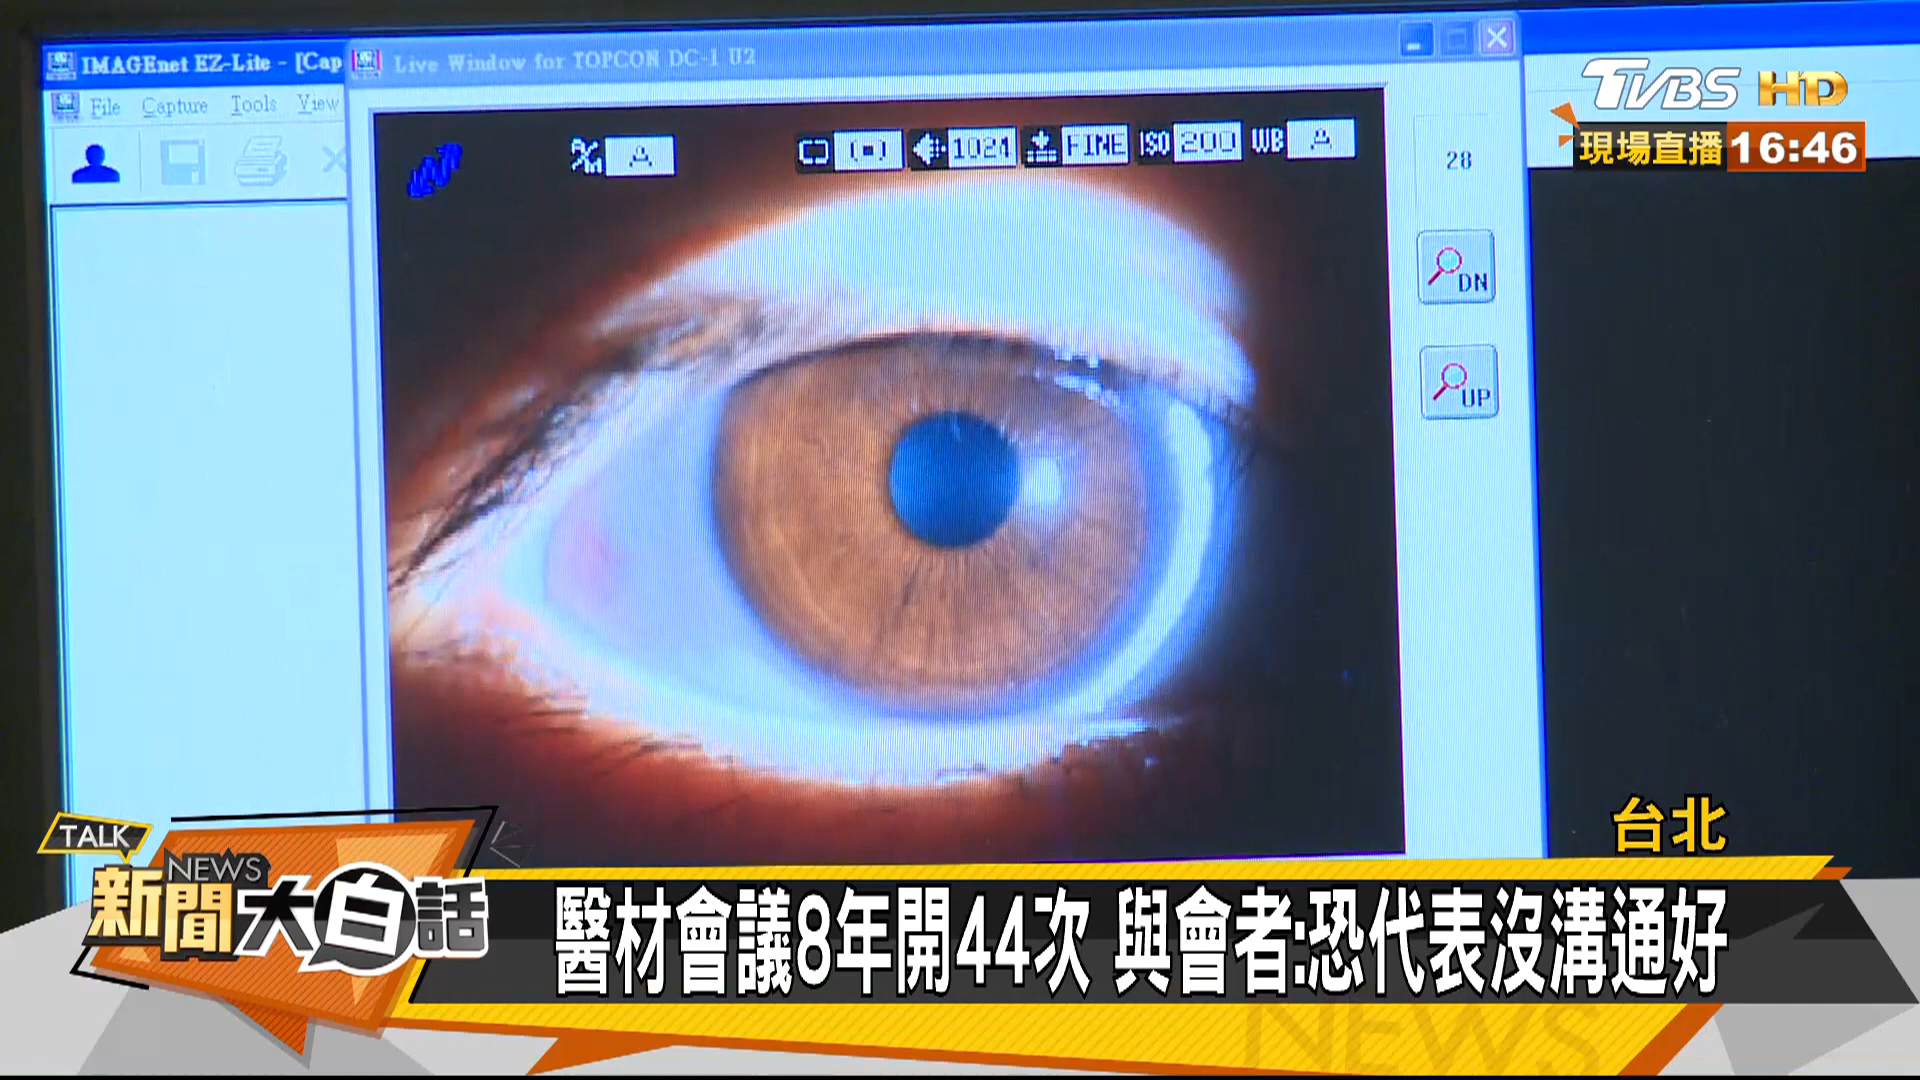 IMAGEnet EZ-Lite - [Cap
Live Window for TOPCON DC-1 U2
File Capture Tools View
A
1024
FINE
ISO 200
WB A
28
DN
UP
TVBS HD
現場直播 16:46
台北
TALK
NEWS
新聞大白話
醫材會議8年開44次 與會者:恐代表沒溝通好
NEWS